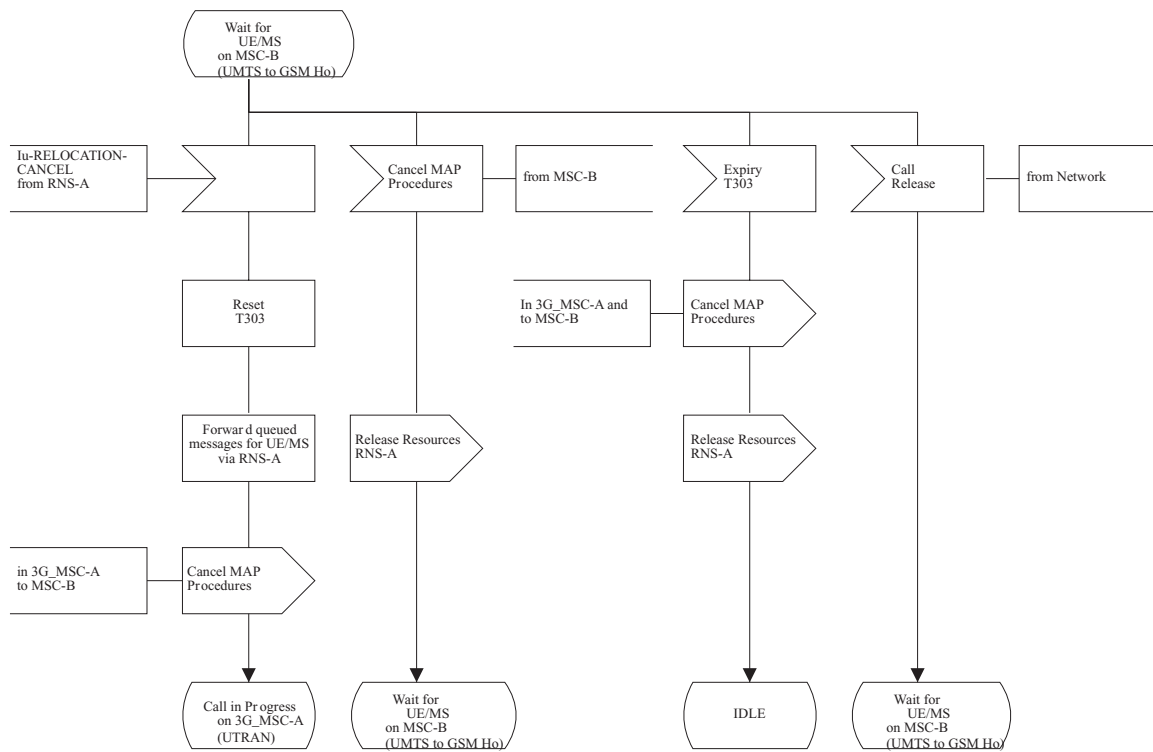 Wait for
UE/MS
on MSC-B
(UMTS to GSM Ho)
Iu-RELOCATION-
CANCEL
from RNS-A
Cancel MAP
Procedures
from MSC-B
Expiry
T303
Call
Release
from Network
Reset
T303
In 3G_MSC-A and
to MSC-B
Cancel MAP
Procedures
Forward queued
messages for UE/MS
via RNS-A
Release Resources
RNS-A
Release Resources
RNS-A
in 3G_MSC-A
to MSC-B
Cancel MAP
Procedures
Call in Progress
on 3G_MSC-A
(UTRAN)
Wait for
UE/MS
on MSC-B
(UMTS to GSM Ho)
IDLE
Wait for
UE/MS
on MSC-B
(UMTS to GSM Ho)